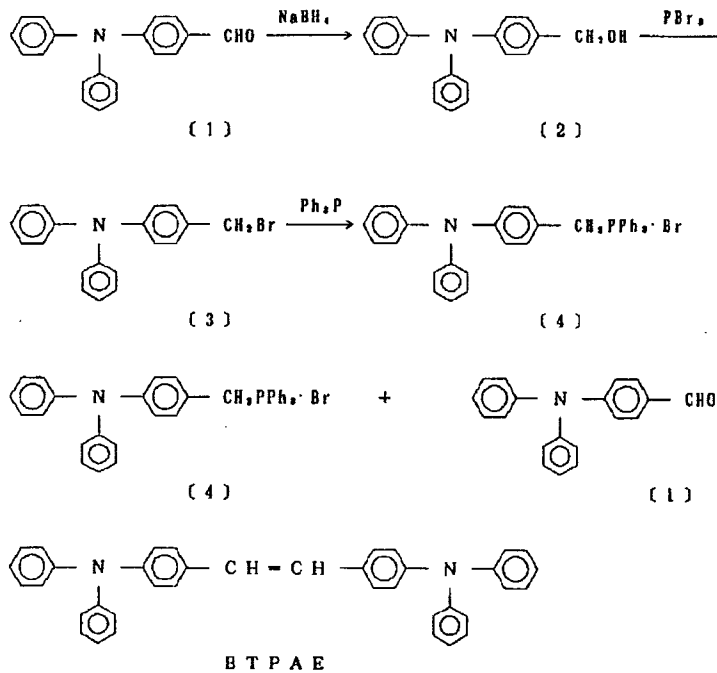 N CHO NaBH₄ N CH₂OH PBr₃
(1) (2)
N CH₂Br Ph₃P N CH₂PPh₃·Br
(3) (4)
N CH₂PPh₃·Br + N CHO
(4) (1)
N CH=CH N
BTPAE